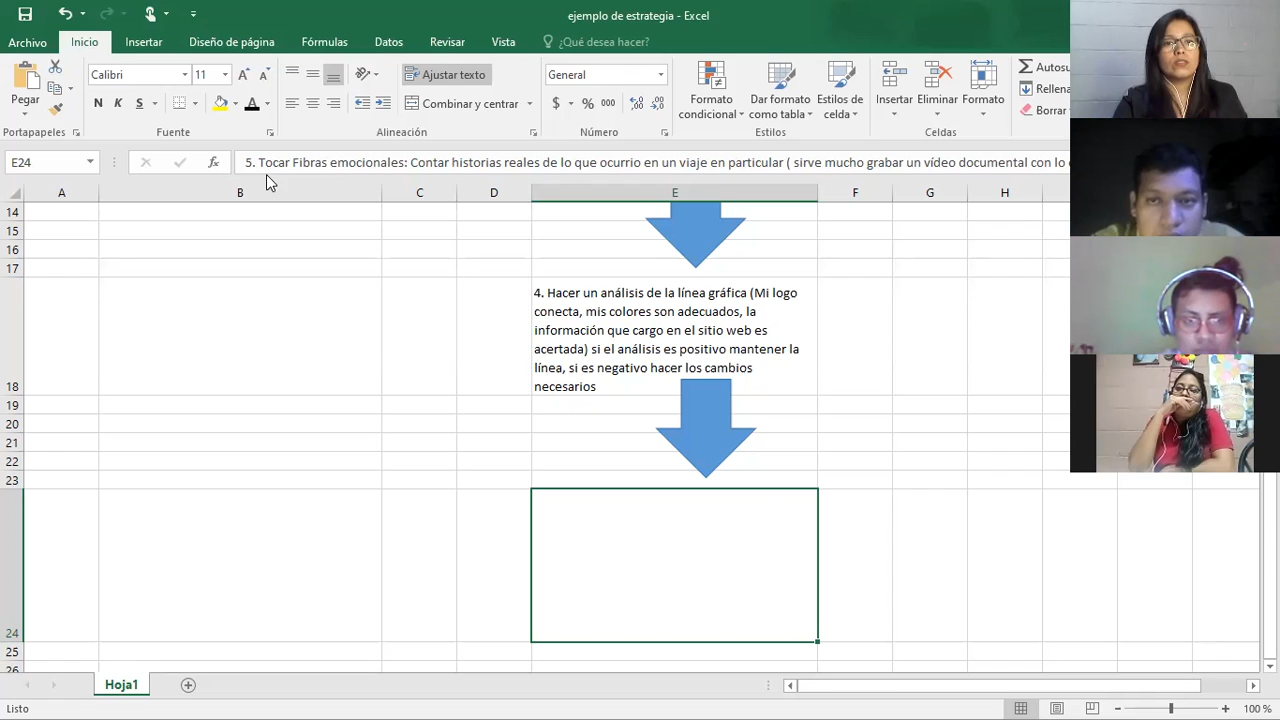 ejemplo de estrategia - Excel
Archivo Inicio Insertar Diseño de página Fórmulas Datos Revisar Vista ¿Qué desea hacer?
Calibri 11 Ajustar texto General Autosu
Pegar N K S A Combinar y centrar $ % 000 Formato condicional Dar formato como tabla Estilos de celda Insertar Eliminar Formato Rellena
Borrar
Portapapeles Fuente Alineación Número Estilos Celdas
E24 fx 5. Tocar Fibras emocionales: Contar historias reales de lo que ocurrio en un viaje en particular ( sirve mucho grabar un vídeo documental con lo
A B C D E F G H
14
15
16
17
4. Hacer un análisis de la línea gráfica (Mi logo
conecta, mis colores son adecuados, la
información que cargo en el sitio web es
acertada) si el análisis es positivo mantener la
línea, si es negativo hacer los cambios
18 necesarios
19
20
21
22
23
24
25
26
Hoja1
Listo 100 %